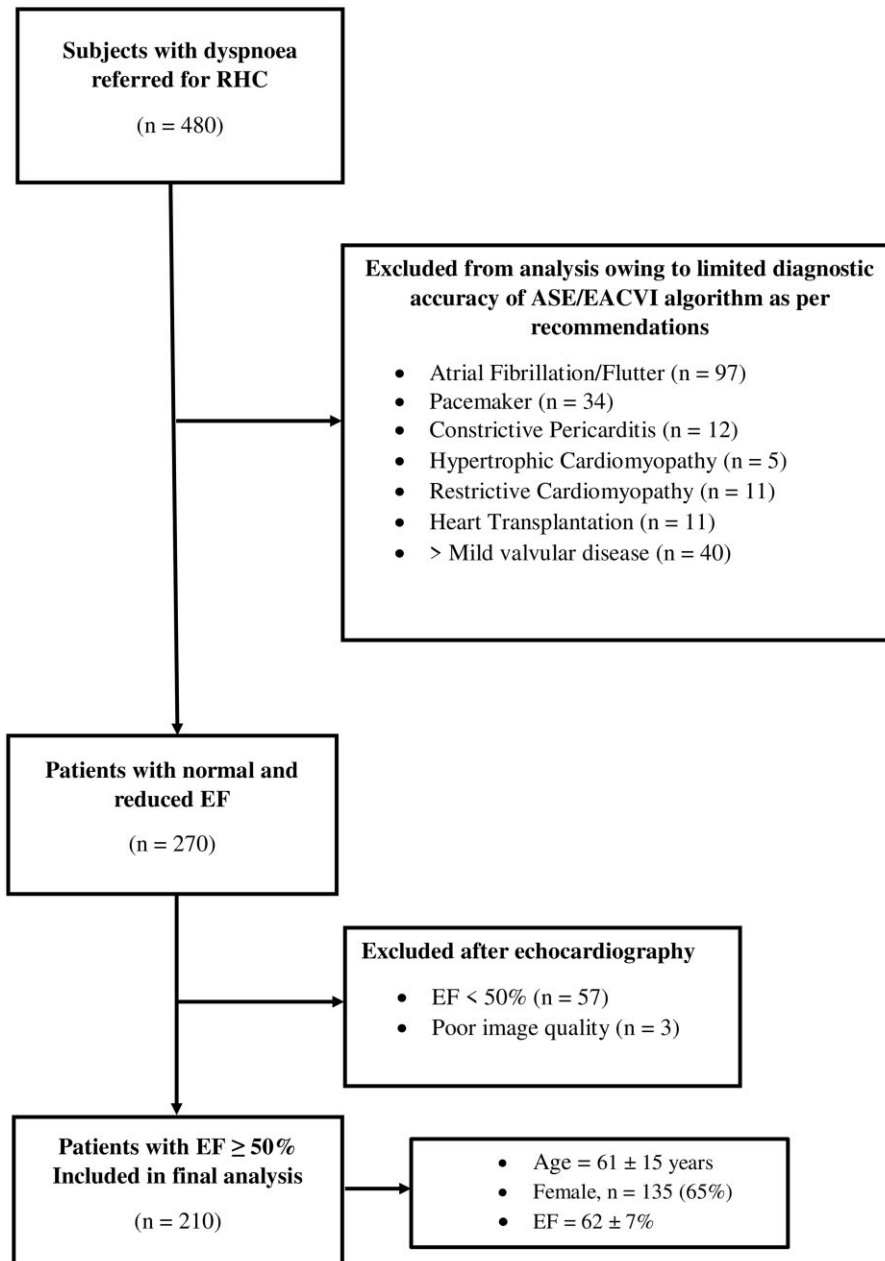 Subjects with dyspnoea
referred for RHC
(n = 480)
Excluded from analysis owing to limited diagnostic
accuracy of ASE/EACVI algorithm as per
recommendations
• Atrial Fibrillation/Flutter (n = 97)
• Pacemaker (n = 34)
• Constrictive Pericarditis (n = 12)
• Hypertrophic Cardiomyopathy (n = 5)
• Restrictive Cardiomyopathy (n = 11)
• Heart Transplantation (n = 11)
• > Mild valvular disease (n = 40)
Patients with normal and
reduced EF
(n = 270)
Excluded after echocardiography
• EF < 50% (n = 57)
• Poor image quality (n = 3)
Patients with EF ≥ 50%
Included in final analysis
(n = 210)
• Age = 61 ± 15 years
• Female, n = 135 (65%)
• EF = 62 ± 7%